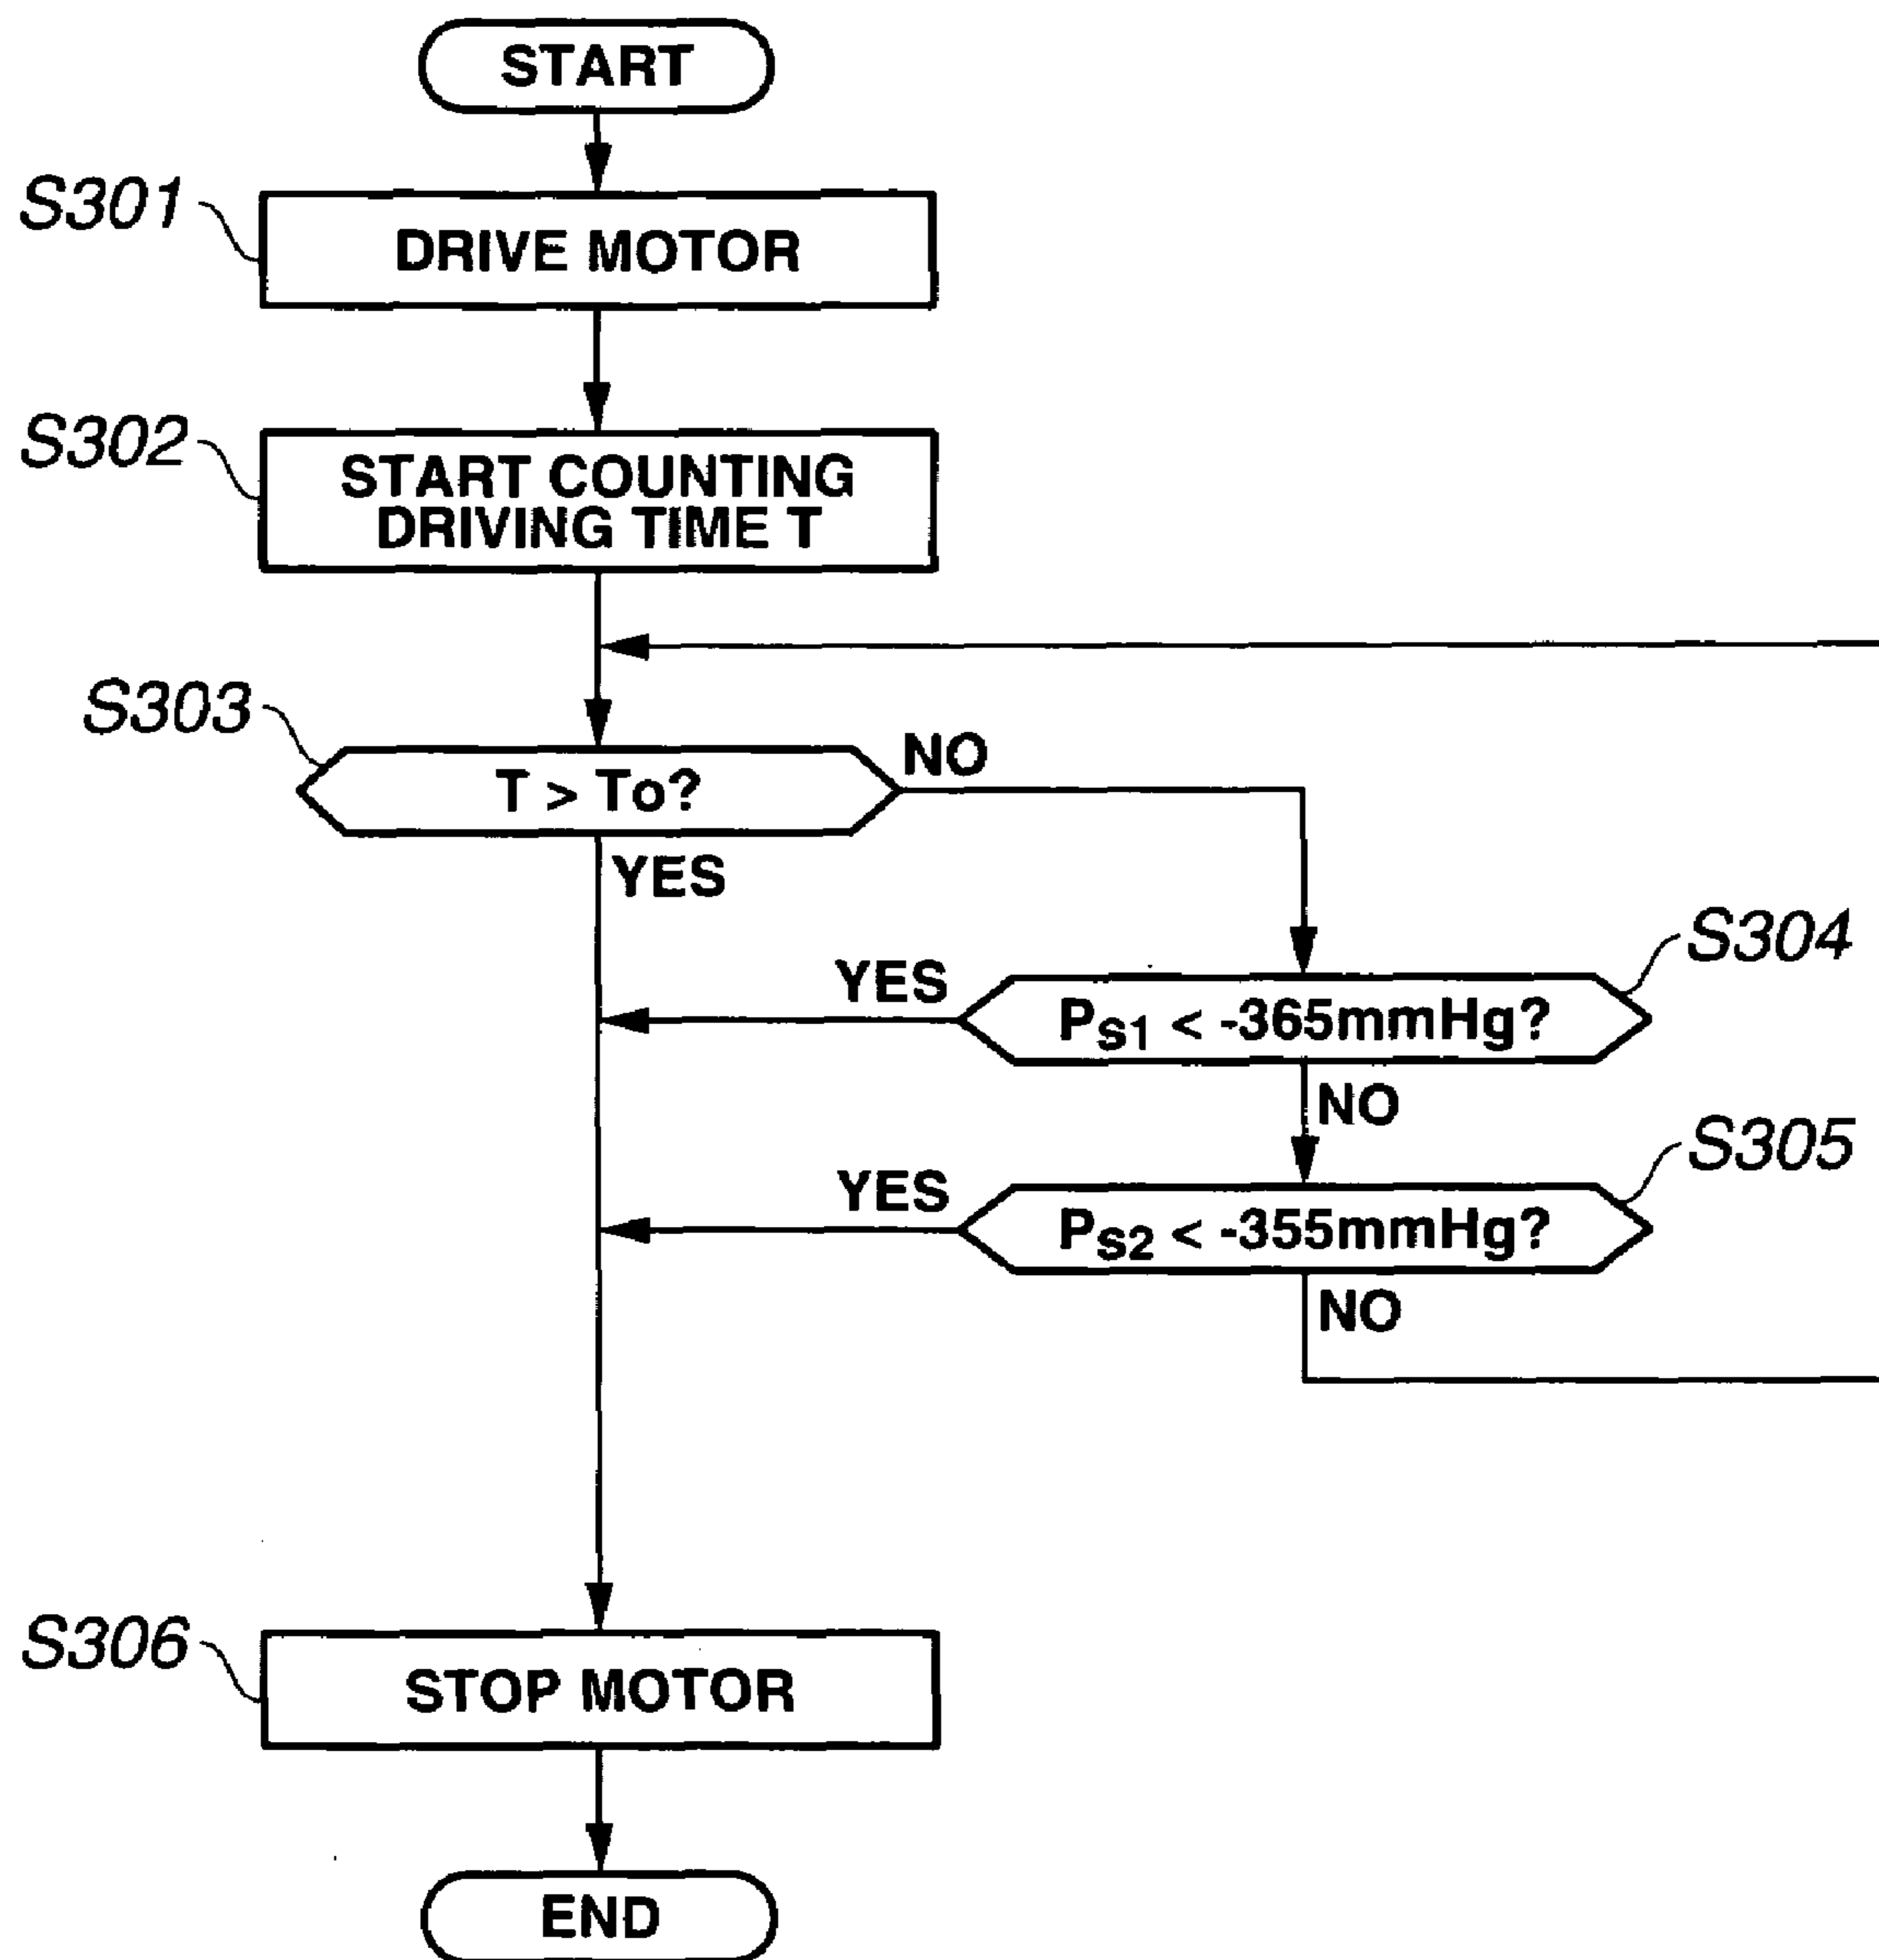 START
S301
DRIVE MOTOR
S302
START COUNTING
DRIVING TIME T
S303
T > To?
NO
YES
S304
YES
PS1 < -365mmHg?
NO
S305
YES
PS2 < -355mmHg?
NO
S306
STOP MOTOR
END